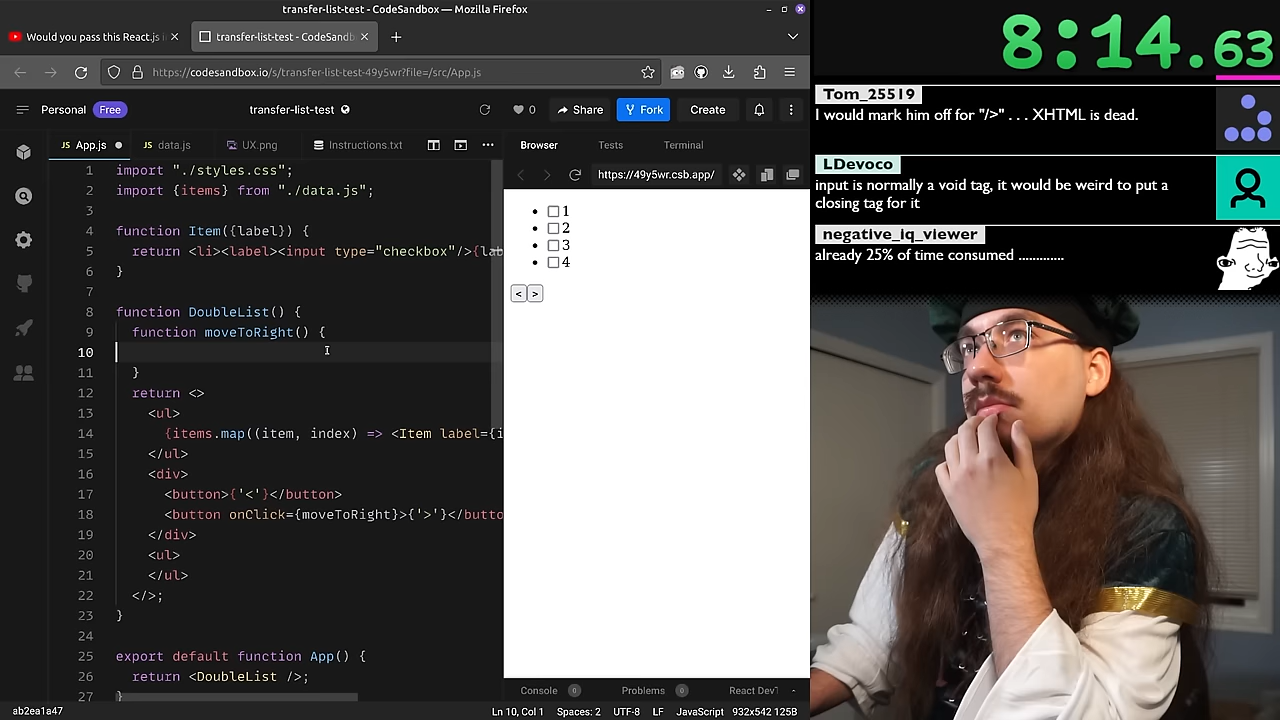 transfer-list-test - CodeSandbox — Mozilla Firefox
Would you pass this React.js i
transfer-list-test - CodeSandb
https://codesandbox.io/s/transfer-list-test-49y5wr?file=/src/App.js
Personal Free
transfer-list-test
0
Share
Fork
Create
App.js
data.js
UX.png
Instructions.txt
1 import "./styles.css";
2 import {items} from "./data.js";
3
4 function Item({label}) {
5 return <li><label><input type="checkbox"/>{lab
6 }
7
8 function DoubleList() {
9 function moveToRight() {
10
11 }
12 return <>
13 <ul>
14 {items.map((item, index) => <Item label={i
15 </ul>
16 <div>
17 <button>{'<'}</button>
18 <button onClick={moveToRight}>{'>'}</butto
19 </div>
20 <ul>
21 </ul>
22 </>;
23 }
24
25 export default function App() {
26 return <DoubleList />;
27 }
Browser Tests Terminal
https://49y5wr.csb.app/
1
2
3
4
< >
Console 0 Problems 0 React DevT
ab2ea1a47
Ln 10, Col 1 Spaces: 2 UTF-8 LF JavaScript 932x542 125B
8:14.63
Tom_25519
I would mark him off for "/>" . . . XHTML is dead.
LDevoco
input is normally a void tag, it would be weird to put a
closing tag for it
negative_iq_viewer
already 25% of time consumed .............